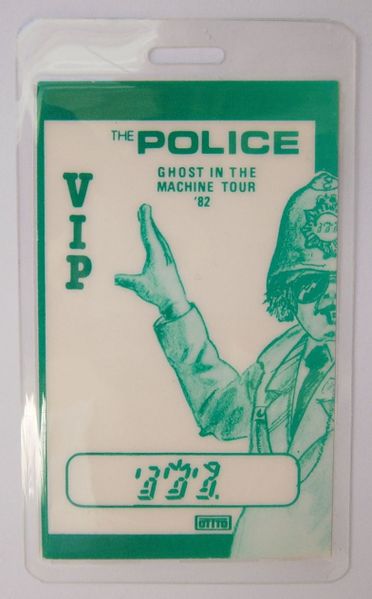 THE POLICE
GHOST IN THE
MACHINE TOUR
'82
VIP
OTTO